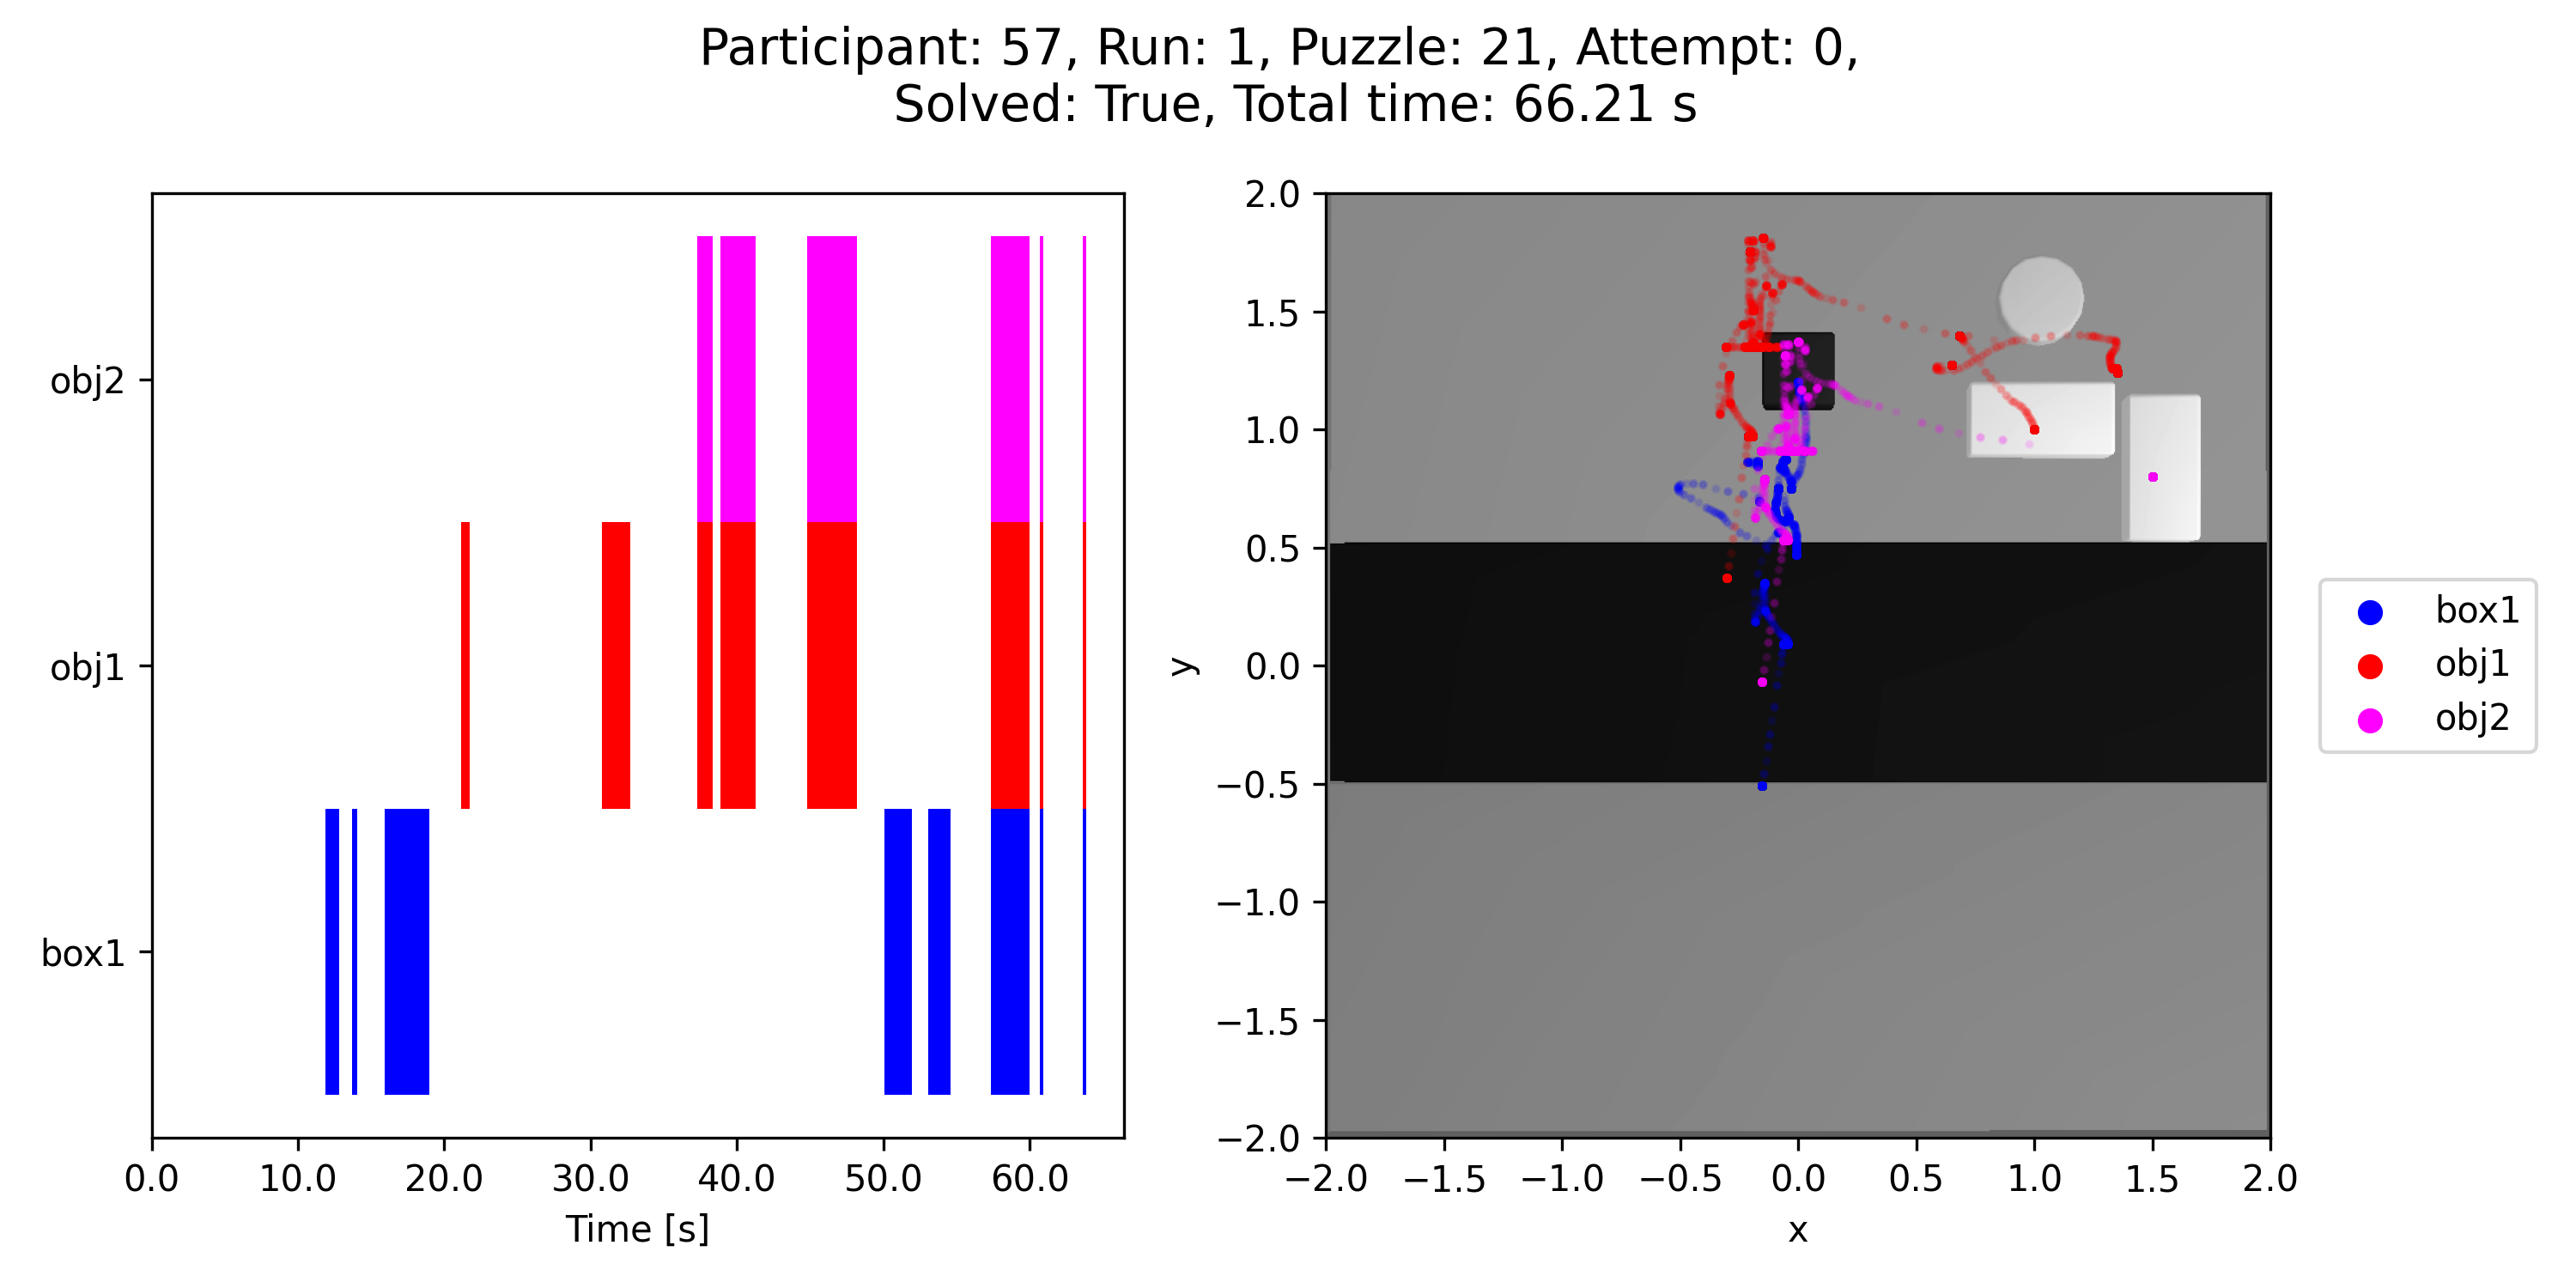 Participant: 57, Run: 1, Puzzle: 21, Attempt: 0,
Solved: True, Total time: 66.21 s
obj2
obj1
box1
0.0 10.0 20.0 30.0 40.0 50.0 60.0
Time [s]
2.0
1.5
1.0
0.5
0.0
−0.5
−1.0
−1.5
−2.0
y
−2.0 −1.5 −1.0 −0.5 0.0 0.5 1.0 1.5 2.0
x
box1
obj1
obj2